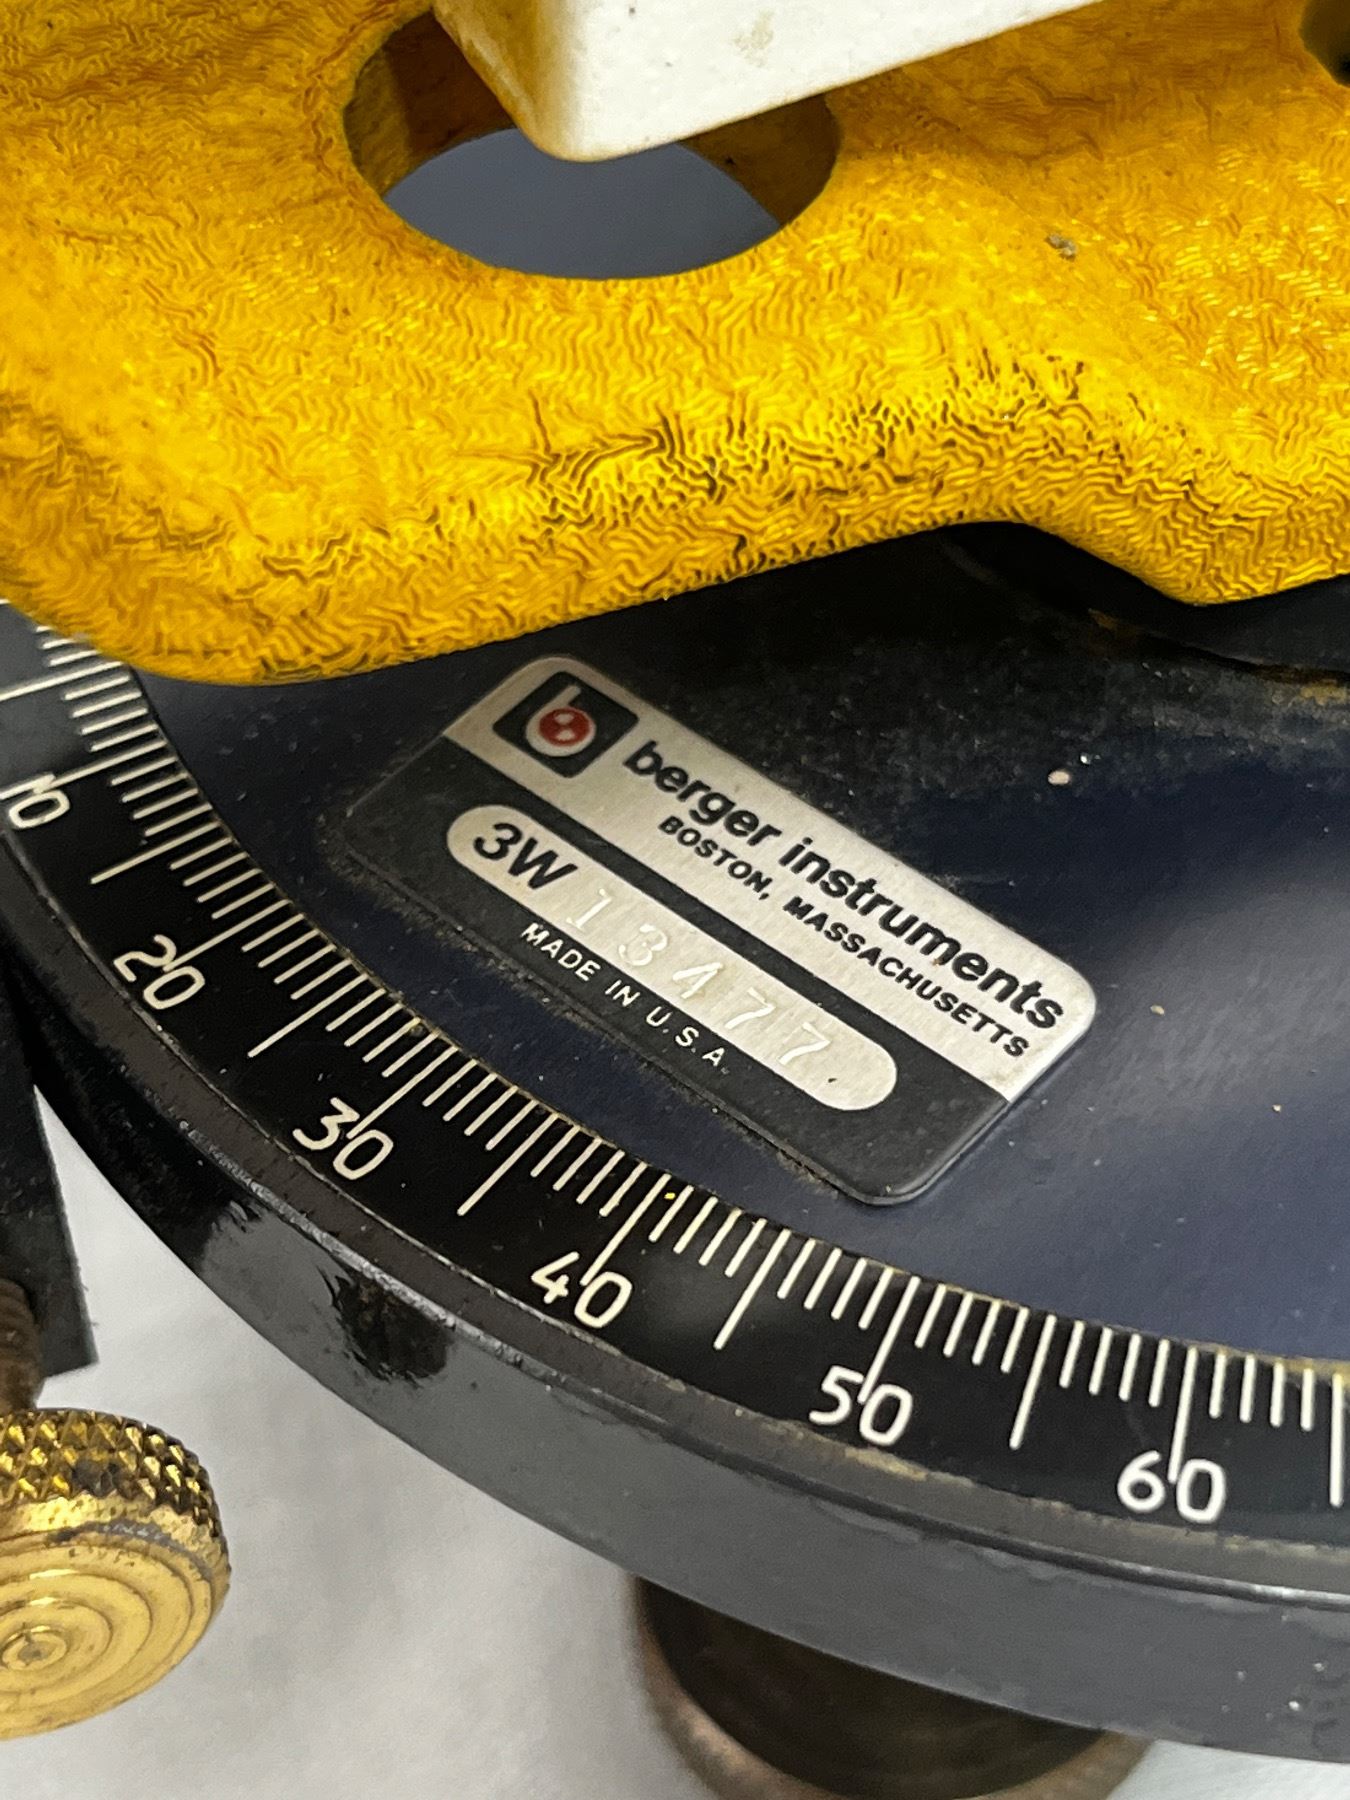 b
berger instruments
BOSTON, MASSACHUSETTS
3W 13477
MADE IN U.S.A.
10
20
30
40
50
60